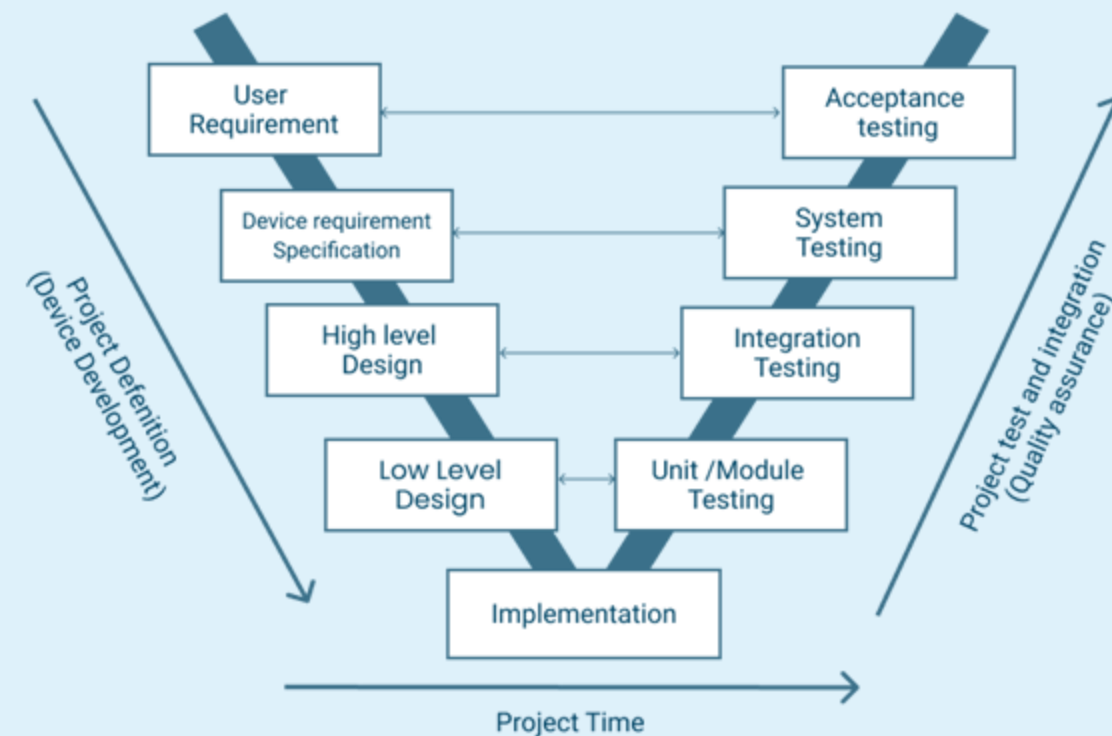 User
Requirement
Acceptance
testing
Device requirement
Specification
System
Testing
High level
Design
Integration
Testing
Low Level
Design
Unit /Module
Testing
Implementation
Project Defenition
(Device Development)
Project test and integration
(Quality assurance)
Project Time